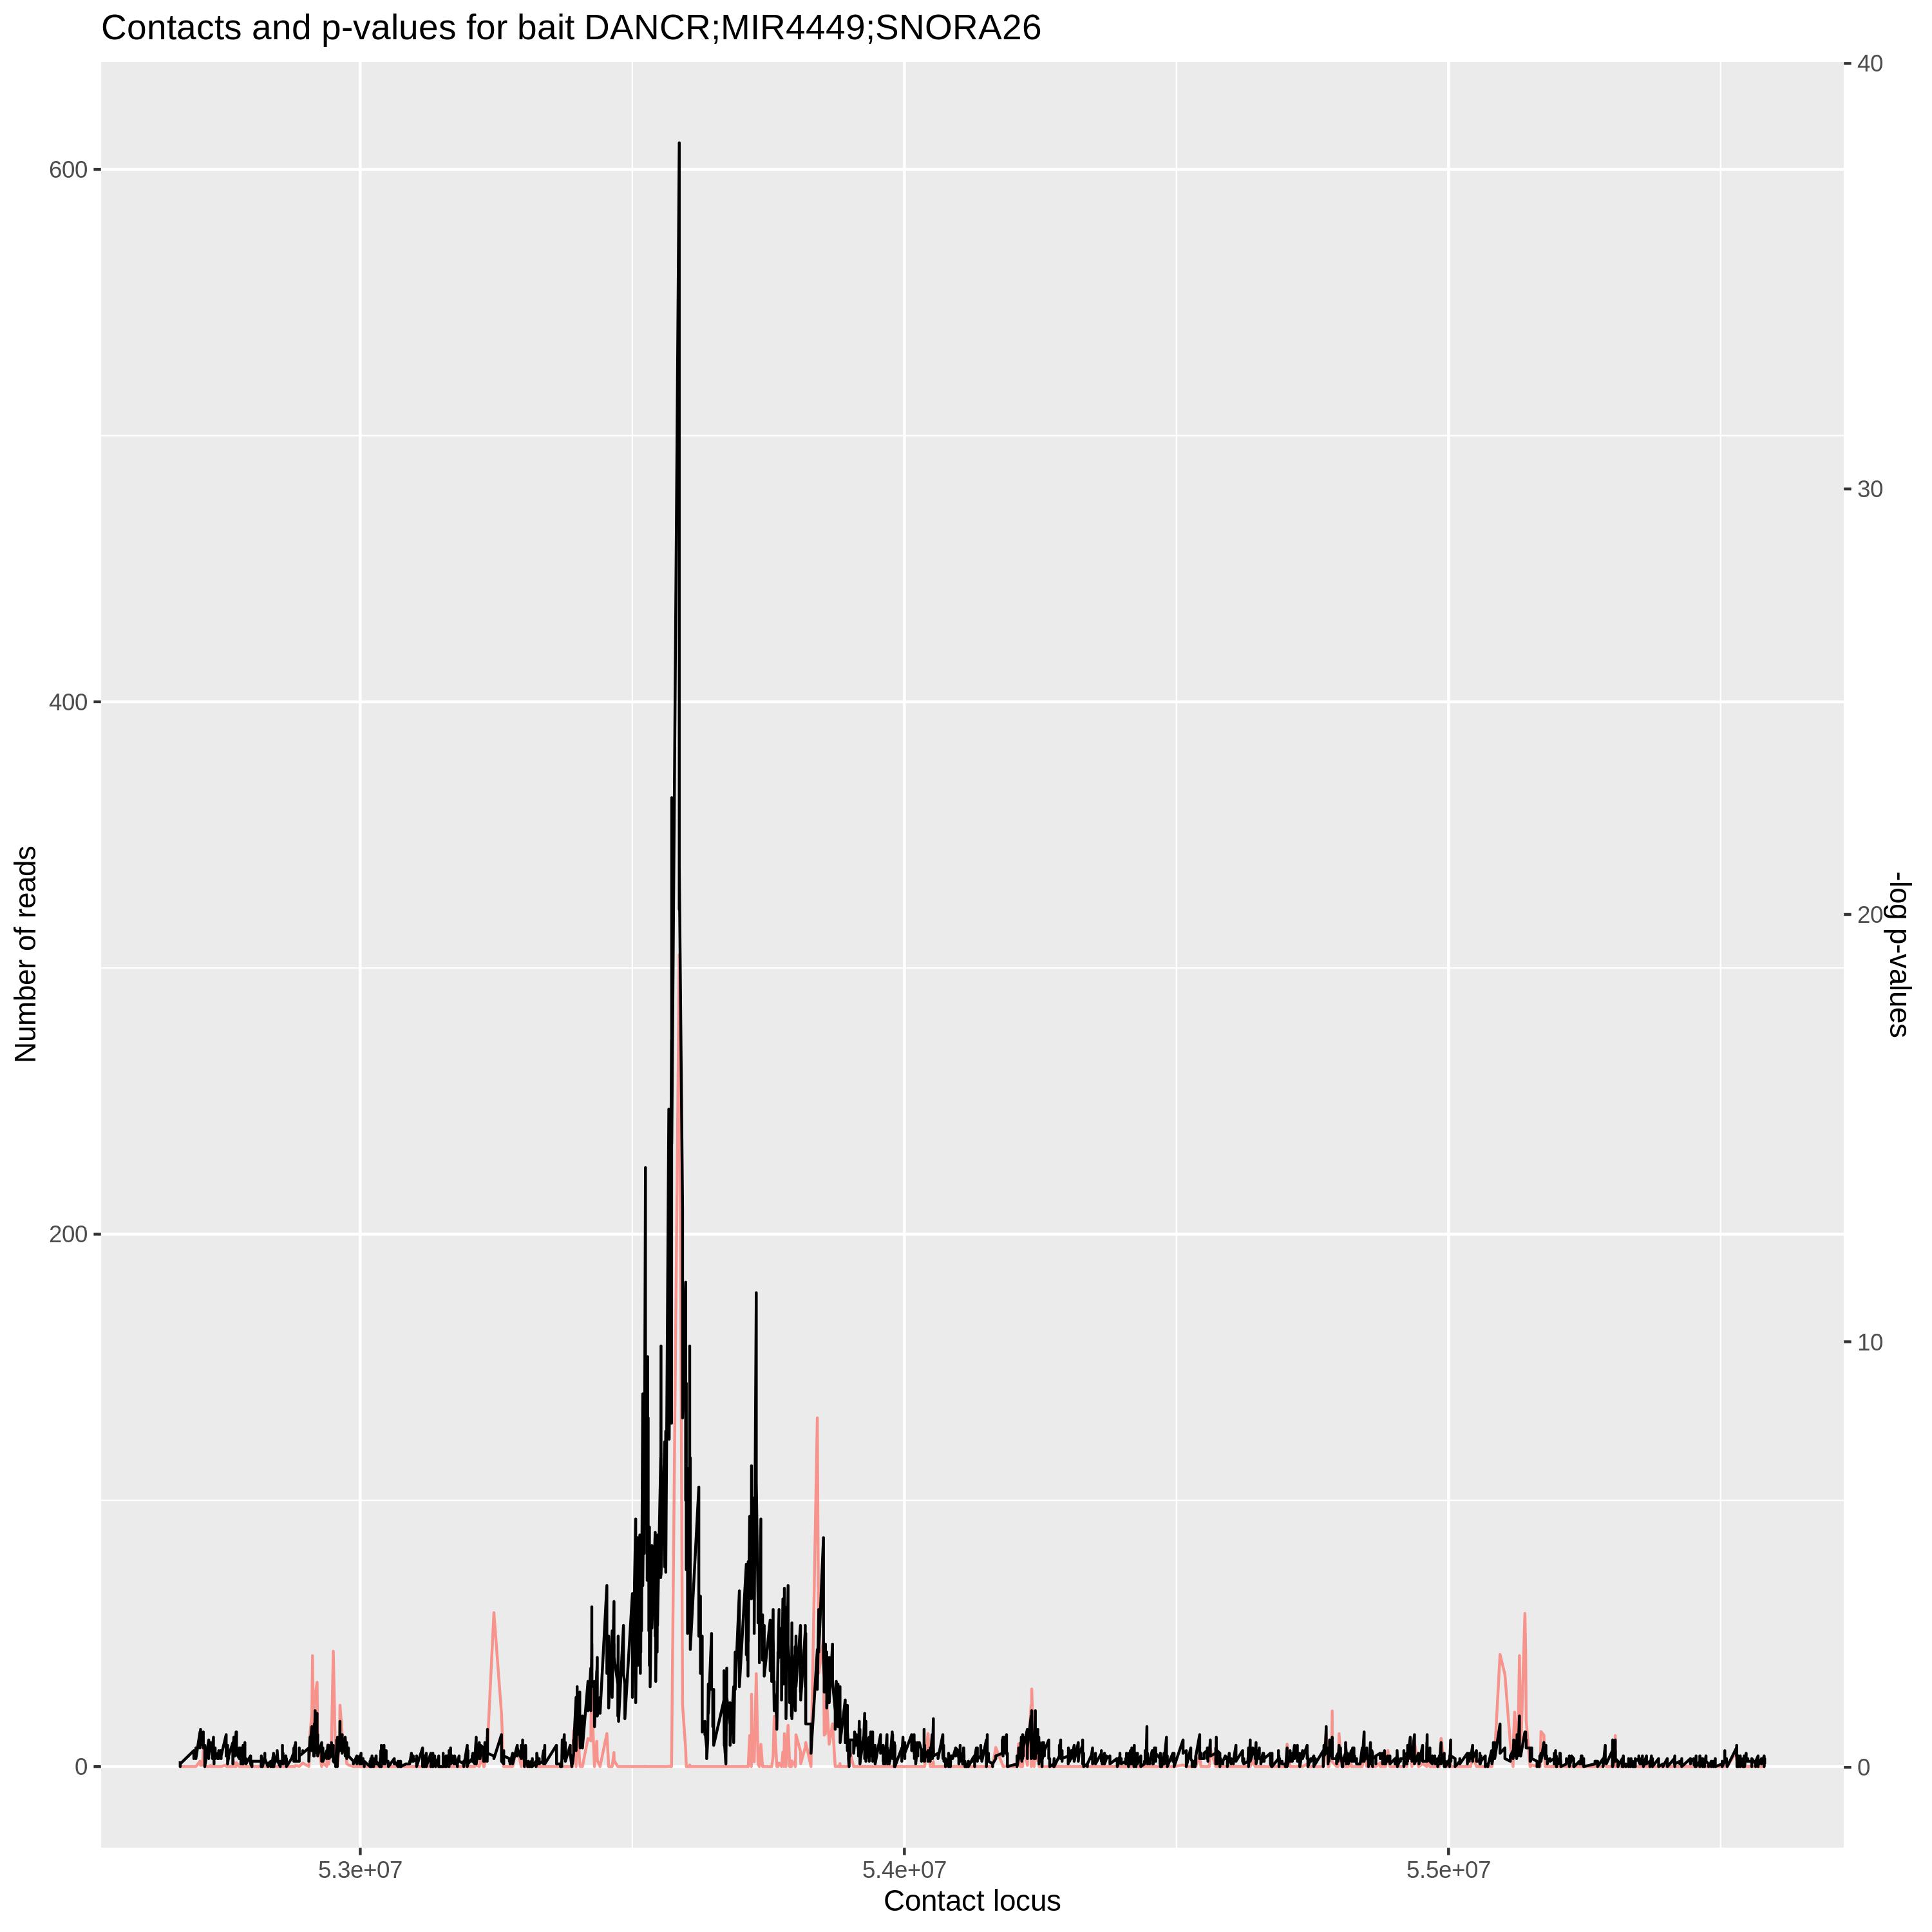 Contacts and p-values for bait DANCR;MIR4449;SNORA26
600
400
200
0
Number of reads
40
30
20
10
0
-log p-values
5.3e+07
5.4e+07
5.5e+07
Contact locus